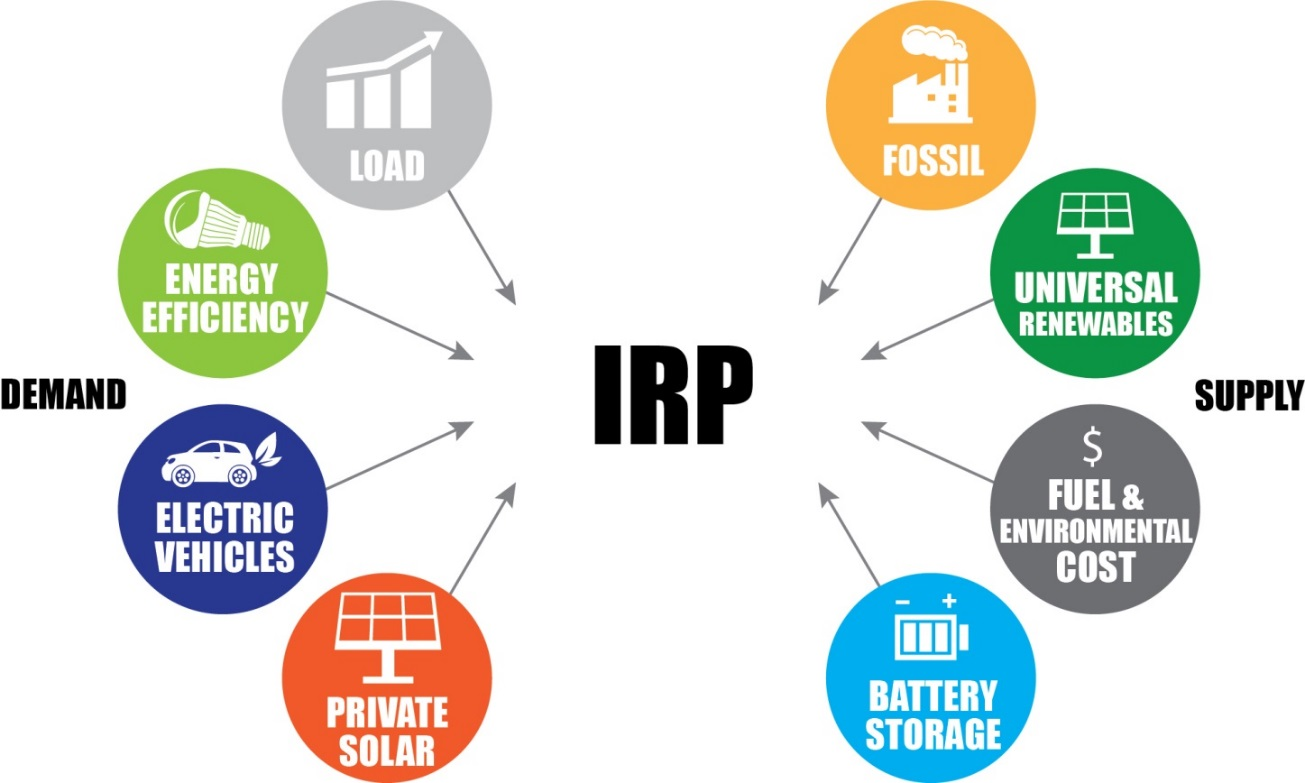 LOAD
ENERGY
EFFICIENCY
DEMAND
ELECTRIC
VEHICLES
PRIVATE
SOLAR
IRP
FOSSIL
UNIVERSAL
RENEWABLES
SUPPLY
$
FUEL &
ENVIRONMENTAL
COST
- +
BATTERY
STORAGE